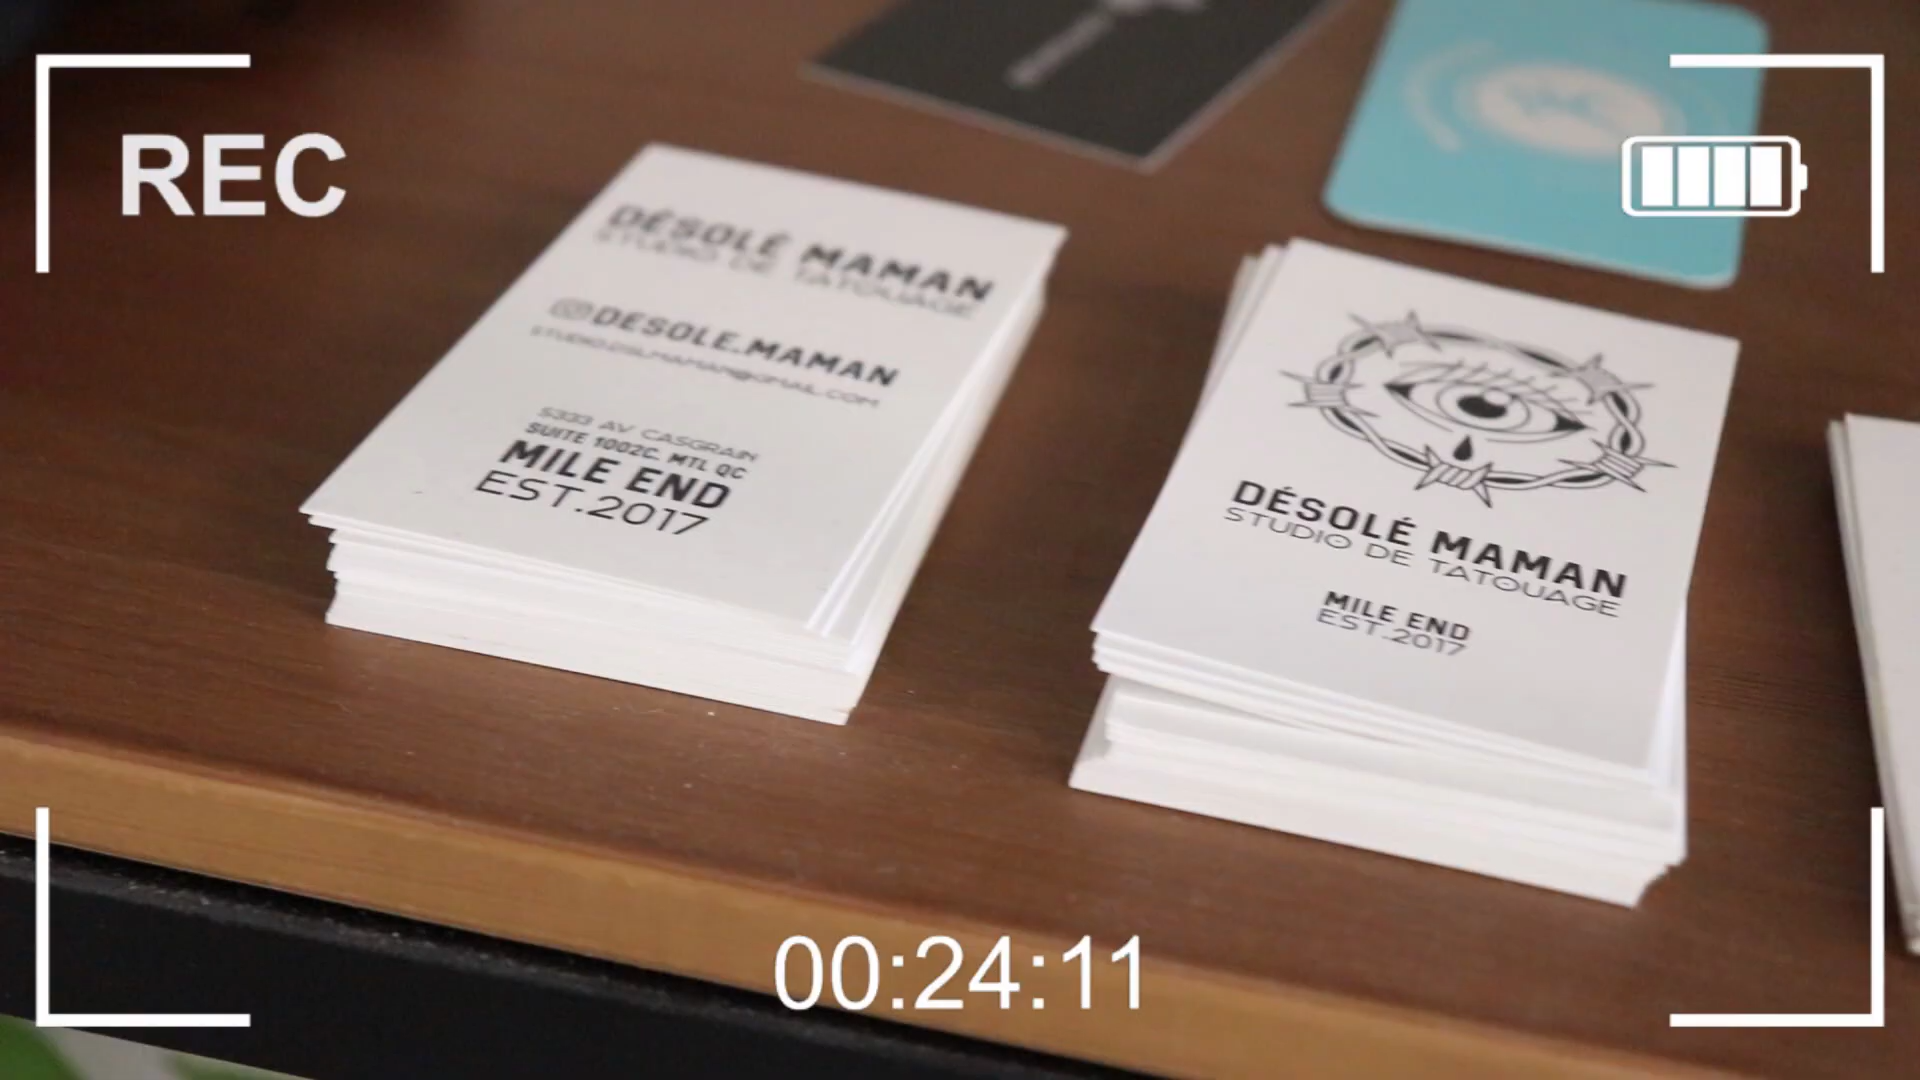 REC
DÉSOLÉ MAMAN
STUDIO DE TATOUAGE
DESOLE.MAMAN
5333 AV CASGRAIN
SUITE 1002C, MTL QC
MILE END
EST.2017
DÉSOLÉ MAMAN
STUDIO DE TATOUAGE
MILE END
EST.2017
00:24:11